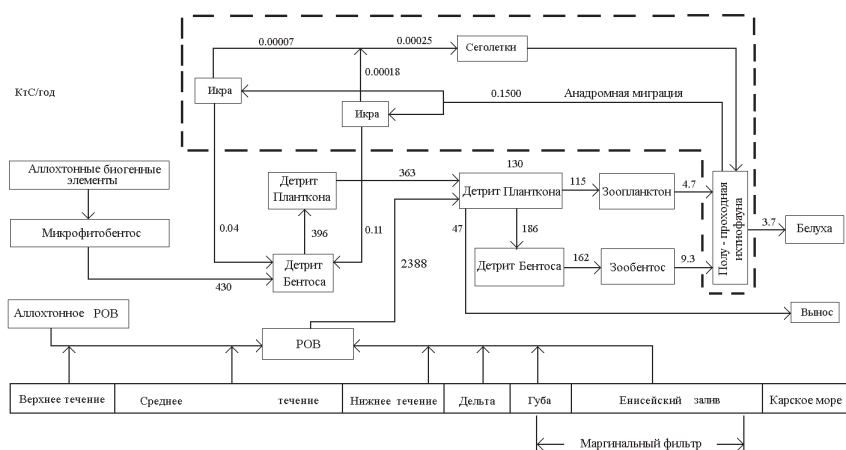 0.00007
0.00025
Сеголетки
0.00018
КтС/год
Икра
0.1500
Анадромная миграция
Икра
Аллохтонные биогенные
элементы
Детрит
Планткона
363
130
Детрит Планткона
115
Зоопланктон
4.7
Полу - проходная
ихтиофауна
3.7
Белуха
Микрофитобентос
0.04
396
0.11
47
186
430
Детрит
Бентоса
2388
Детрит Бентоса
162
Зообентос
9.3
Аллохтонное РОВ
Вынос
РОВ
Верхнее течение
Среднее
течение
Нижнее течение
Дельта
Губа
Енисейский залив
Карское море
Маргинальный фильтр